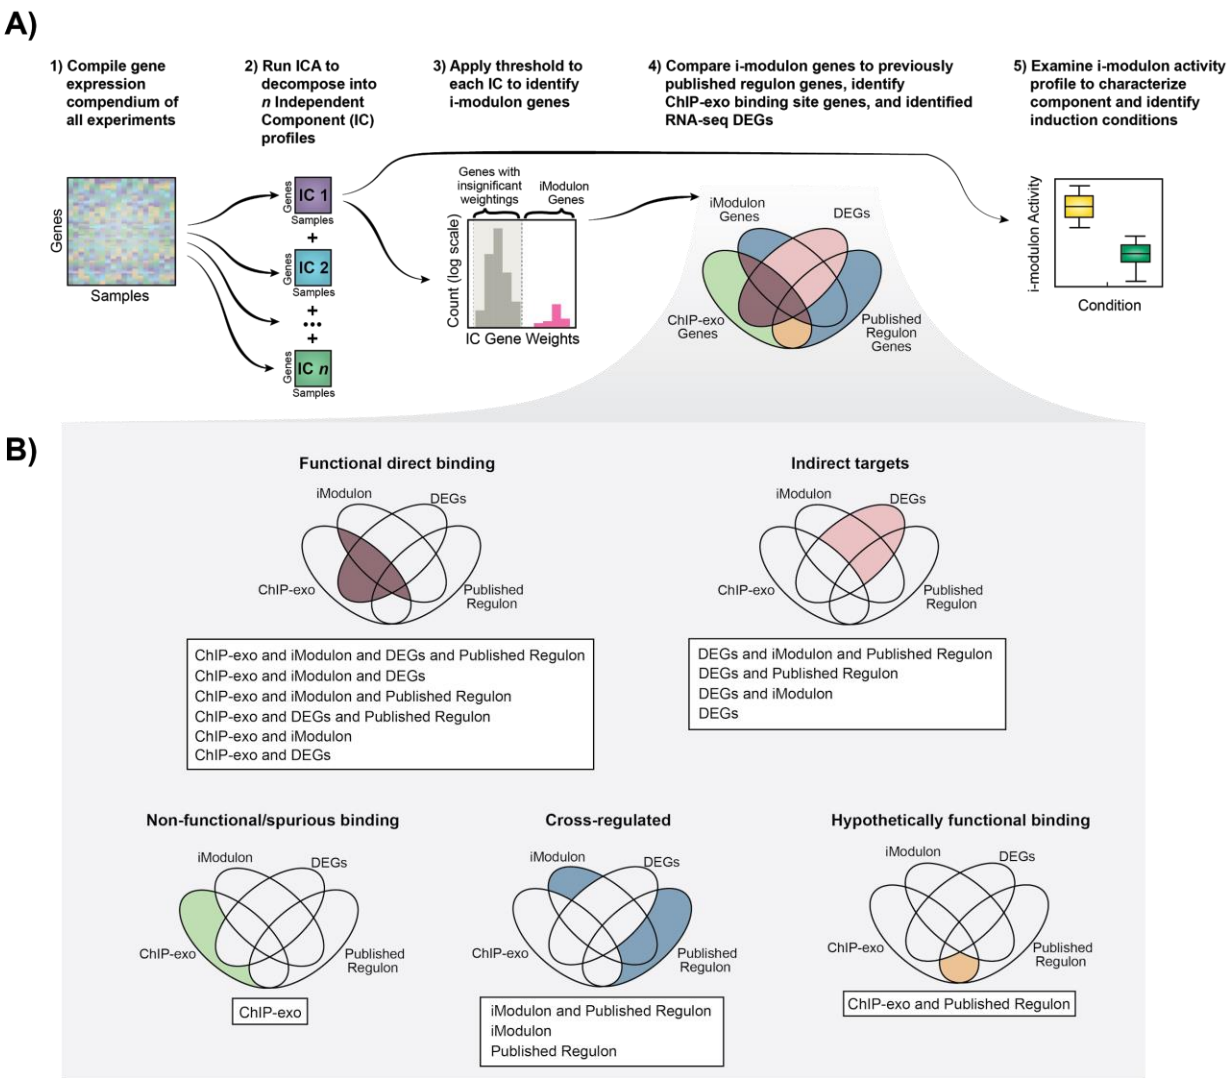 A)
1) Compile gene
expression
compendium of
all experiments
2) Run ICA to
decompose into
n Independent
Component (IC)
profiles
3) Apply threshold to
each IC to identify
i-modulon genes
4) Compare i-modulon genes to previously
published regulon genes, identify
ChIP-exo binding site genes, and identified
RNA-seq DEGs
5) Examine i-modulon activity
profile to characterize
component and identify
induction conditions
Genes
Samples
Genes
IC 1
Samples
+
Genes
IC 2
Samples
+
...
+
Genes
IC n
Samples
Genes with
insignificant
weightings
iModulon
Genes
Count (log scale)
IC Gene Weights
iModulon
Genes
DEGs
ChIP-exo
Genes
Published
Regulon
Genes
i-modulon Activity
Condition
B)
Functional direct binding
iModulon
DEGs
ChIP-exo
Published
Regulon
ChIP-exo and iModulon and DEGs and Published Regulon
ChIP-exo and iModulon and DEGs
ChIP-exo and iModulon and Published Regulon
ChIP-exo and DEGs and Published Regulon
ChIP-exo and iModulon
ChIP-exo and DEGs
Indirect targets
iModulon
DEGs
ChIP-exo
Published
Regulon
DEGs and iModulon and Published Regulon
DEGs and Published Regulon
DEGs and iModulon
DEGs
Non-functional/spurious binding
iModulon
DEGs
ChIP-exo
Published
Regulon
ChIP-exo
Cross-regulated
iModulon
DEGs
ChIP-exo
Published
Regulon
iModulon and Published Regulon
iModulon
Published Regulon
Hypothetically functional binding
iModulon
DEGs
ChIP-exo
Published
Regulon
ChIP-exo and Published Regulon